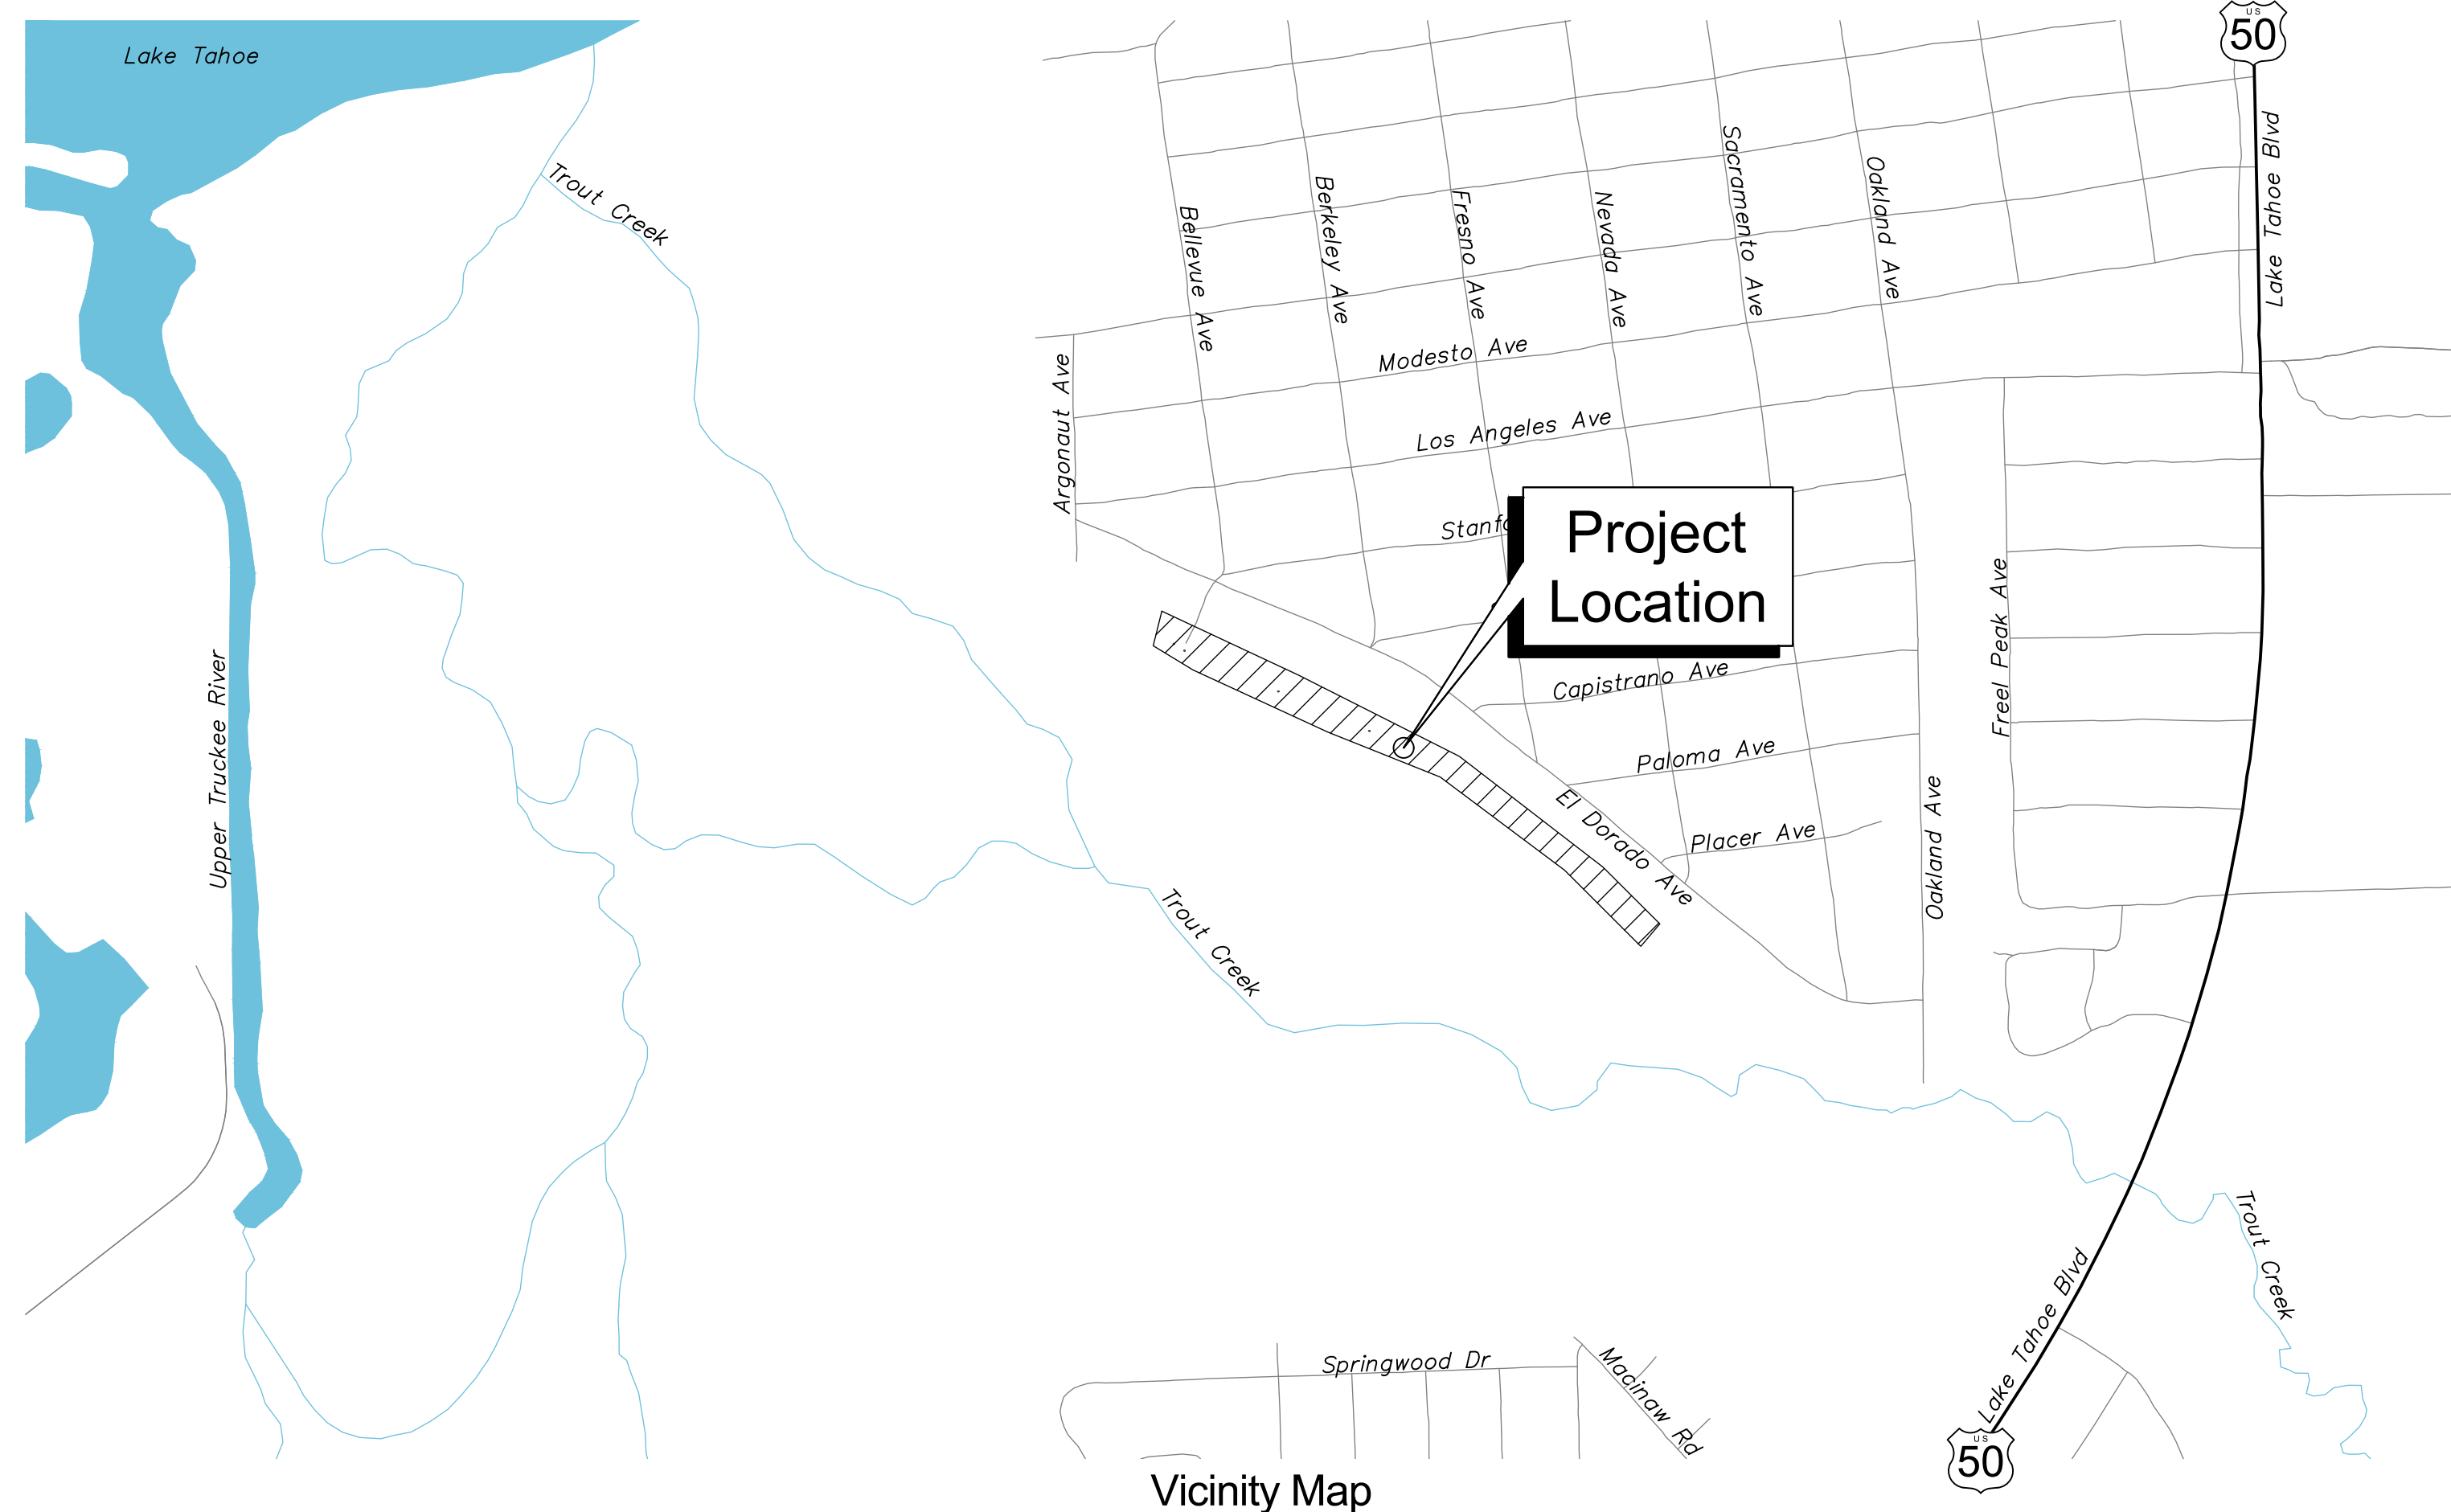 US
50
Lake Tahoe
Lake Tahoe Blvd
Trout Creek
Sacramento Ave
Oakland Ave
Berkeley Ave
Fresno Ave
Nevada Ave
Bellevue Ave
Modesto Ave
Argonaut Ave
Los Angeles Ave
Project
Location
Freel Peak Ave
Upper Truckee River
Capistrano Ave
Paloma Ave
El Dorado Ave
Placer Ave
Oakland Ave
Trout Creek
Trout Creek
Lake Tahoe Blvd
Springwood Dr
Macinaw Rd
US
50
Vicinity Map